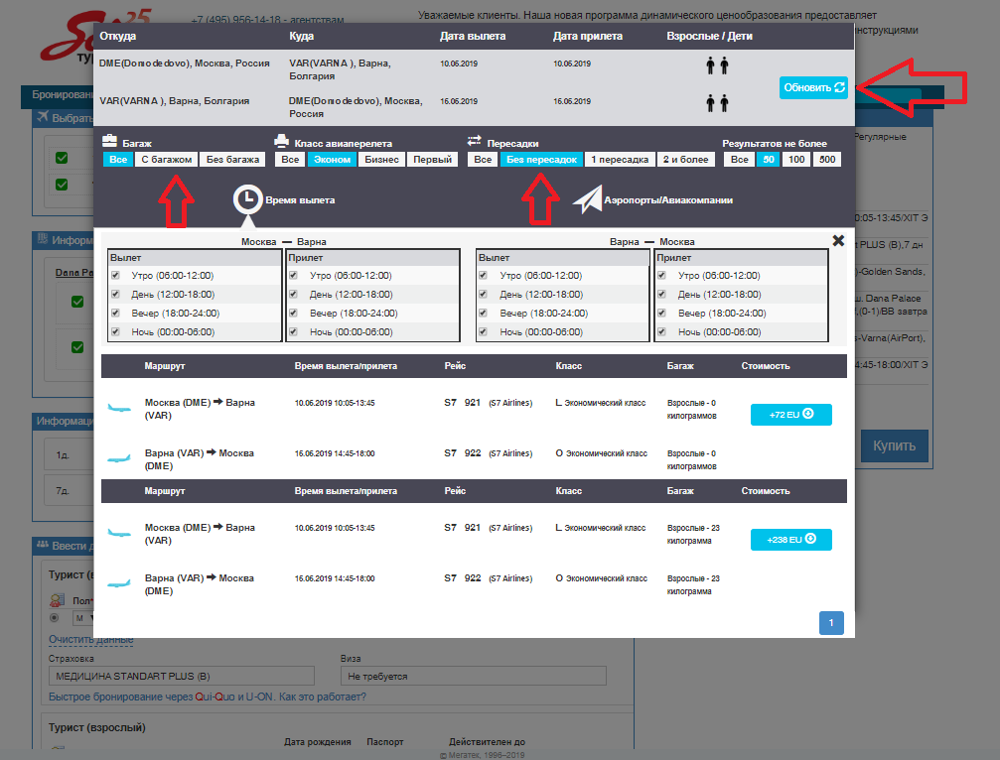 25
+7 (495) 956-14-18 - агентствам
Уважаемые клиенты. Наша новая программа динамического ценообразования предоставляет
инструкциями
Откуда Куда Дата вылета Дата прилета Взрослые / Дети
DME(Domodedovo), Москва, Россия VAR(VARNA ), Варна, Болгария 10.06.2019 10.06.2019
VAR(VARNA ), Варна, Болгария DME(Domodedovo), Москва, Россия 16.06.2019 16.06.2019
Обновить
Бронировани
Выбрать
Регулярные
Багаж Класс авиаперелета Пересадки Результатов не более
Все С багажом Без багажа Все Эконом Бизнес Первый Все Без пересадок 1 пересадка 2 и более Все 50 100 500
Время вылета Аэропорты/Авиакомпании
0:05-13:45/ХІТ Э
Информ
Москва — Варна Варна — Москва
t PLUS (B),7 дн
Вылет Прилет Вылет Прилет
Dana Pa
)-Golden Sands,
Утро (06:00-12:00) Утро (06:00-12:00) Утро (06:00-12:00) Утро (06:00-12:00)
День (12:00-18:00) День (12:00-18:00) День (12:00-18:00) День (12:00-18:00)
ш. Dana Palace
,(0-1)/BB завтра
Вечер (18:00-24:00) Вечер (18:00-24:00) Вечер (18:00-24:00) Вечер (18:00-24:00)
Ночь (00:00-06:00) Ночь (00:00-06:00) Ночь (00:00-06:00) Ночь (00:00-06:00)
s-Varna(AirPort),
4:45-18:00/ХІТ Э
Маршрут Время вылета/прилета Рейс Класс Багаж Стоимость
Москва (DME) Варна (VAR) 10.06.2019 10:05-13:45 S7 921 (S7 Airlines) L Экономический класс Взрослые - 0 килограммов +72 EU
Информаци
Варна (VAR) Москва (DME) 16.06.2019 14:45-18:00 S7 922 (S7 Airlines) O Экономический класс Взрослые - 0 килограммов
Купить
1д.
7д.
Маршрут Время вылета/прилета Рейс Класс Багаж Стоимость
Москва (DME) Варна (VAR) 10.06.2019 10:05-13:45 S7 921 (S7 Airlines) L Экономический класс Взрослые - 23 килограмма +238 EU
Ввести д
Варна (VAR) Москва (DME) 16.06.2019 14:45-18:00 S7 922 (S7 Airlines) O Экономический класс Взрослые - 23 килограмма
Турист (в
Пол*
М
1
Очистить данные
Страховка Виза
МЕДИЦИНА STANDART PLUS (B) Не требуется
Быстрое бронирование через Qui-Quo и U-ON. Как это работает?
Турист (взрослый)
Дата рождения Паспорт Действителен до
© Мегатек, 1996–2019